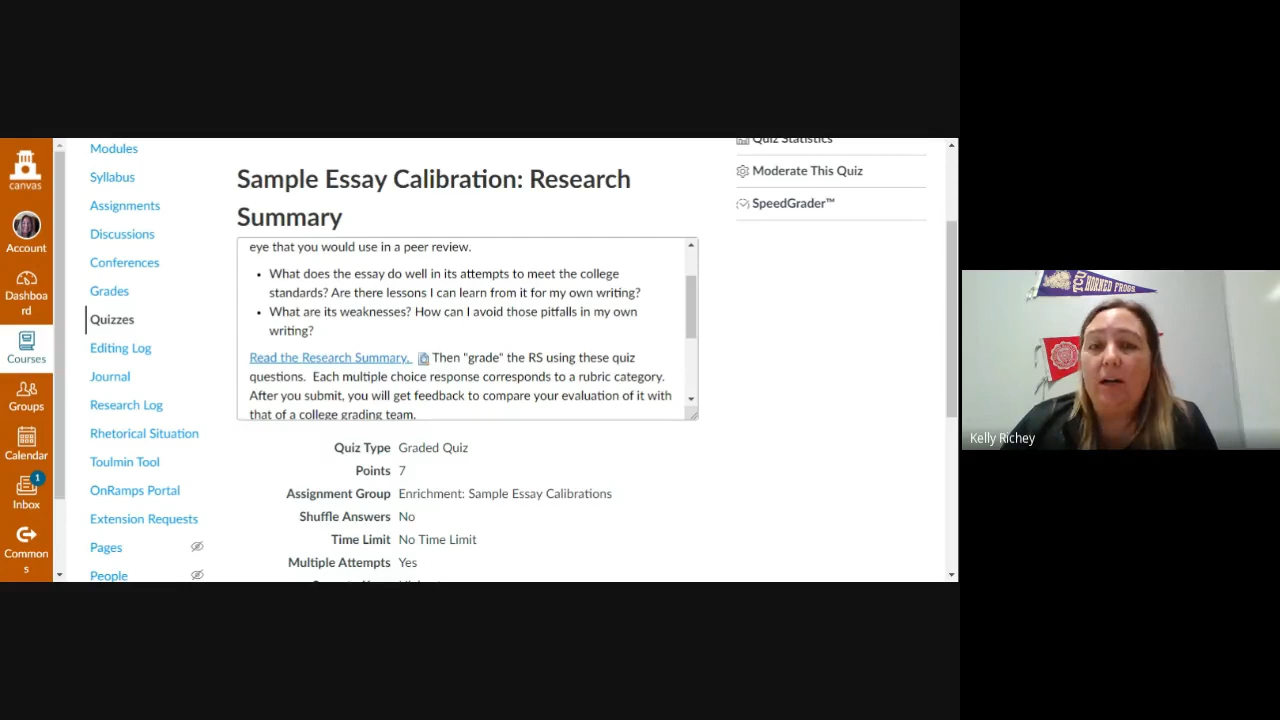 canvas
Account
Dashboa
rd
Courses
Groups
Calendar
1
Inbox
Common
s
Modules
Syllabus
Assignments
Discussions
Conferences
Grades
Quizzes
Editing Log
Journal
Research Log
Rhetorical Situation
Toulmin Tool
OnRamps Portal
Extension Requests
Pages
People
Sample Essay Calibration: Research
Summary
eye that you would use in a peer review.
• What does the essay do well in its attempts to meet the college
standards? Are there lessons I can learn from it for my own writing?
• What are its weaknesses? How can I avoid those pitfalls in my own
writing?
Read the Research Summary. Then "grade" the RS using these quiz
questions. Each multiple choice response corresponds to a rubric category.
After you submit, you will get feedback to compare your evaluation of it with
that of a college grading team.
Quiz Type Graded Quiz
Points 7
Assignment Group Enrichment: Sample Essay Calibrations
Shuffle Answers No
Time Limit No Time Limit
Multiple Attempts Yes
Quiz Statistics
Moderate This Quiz
SpeedGrader™
TCU HORNED FROGS
Kelly Richey